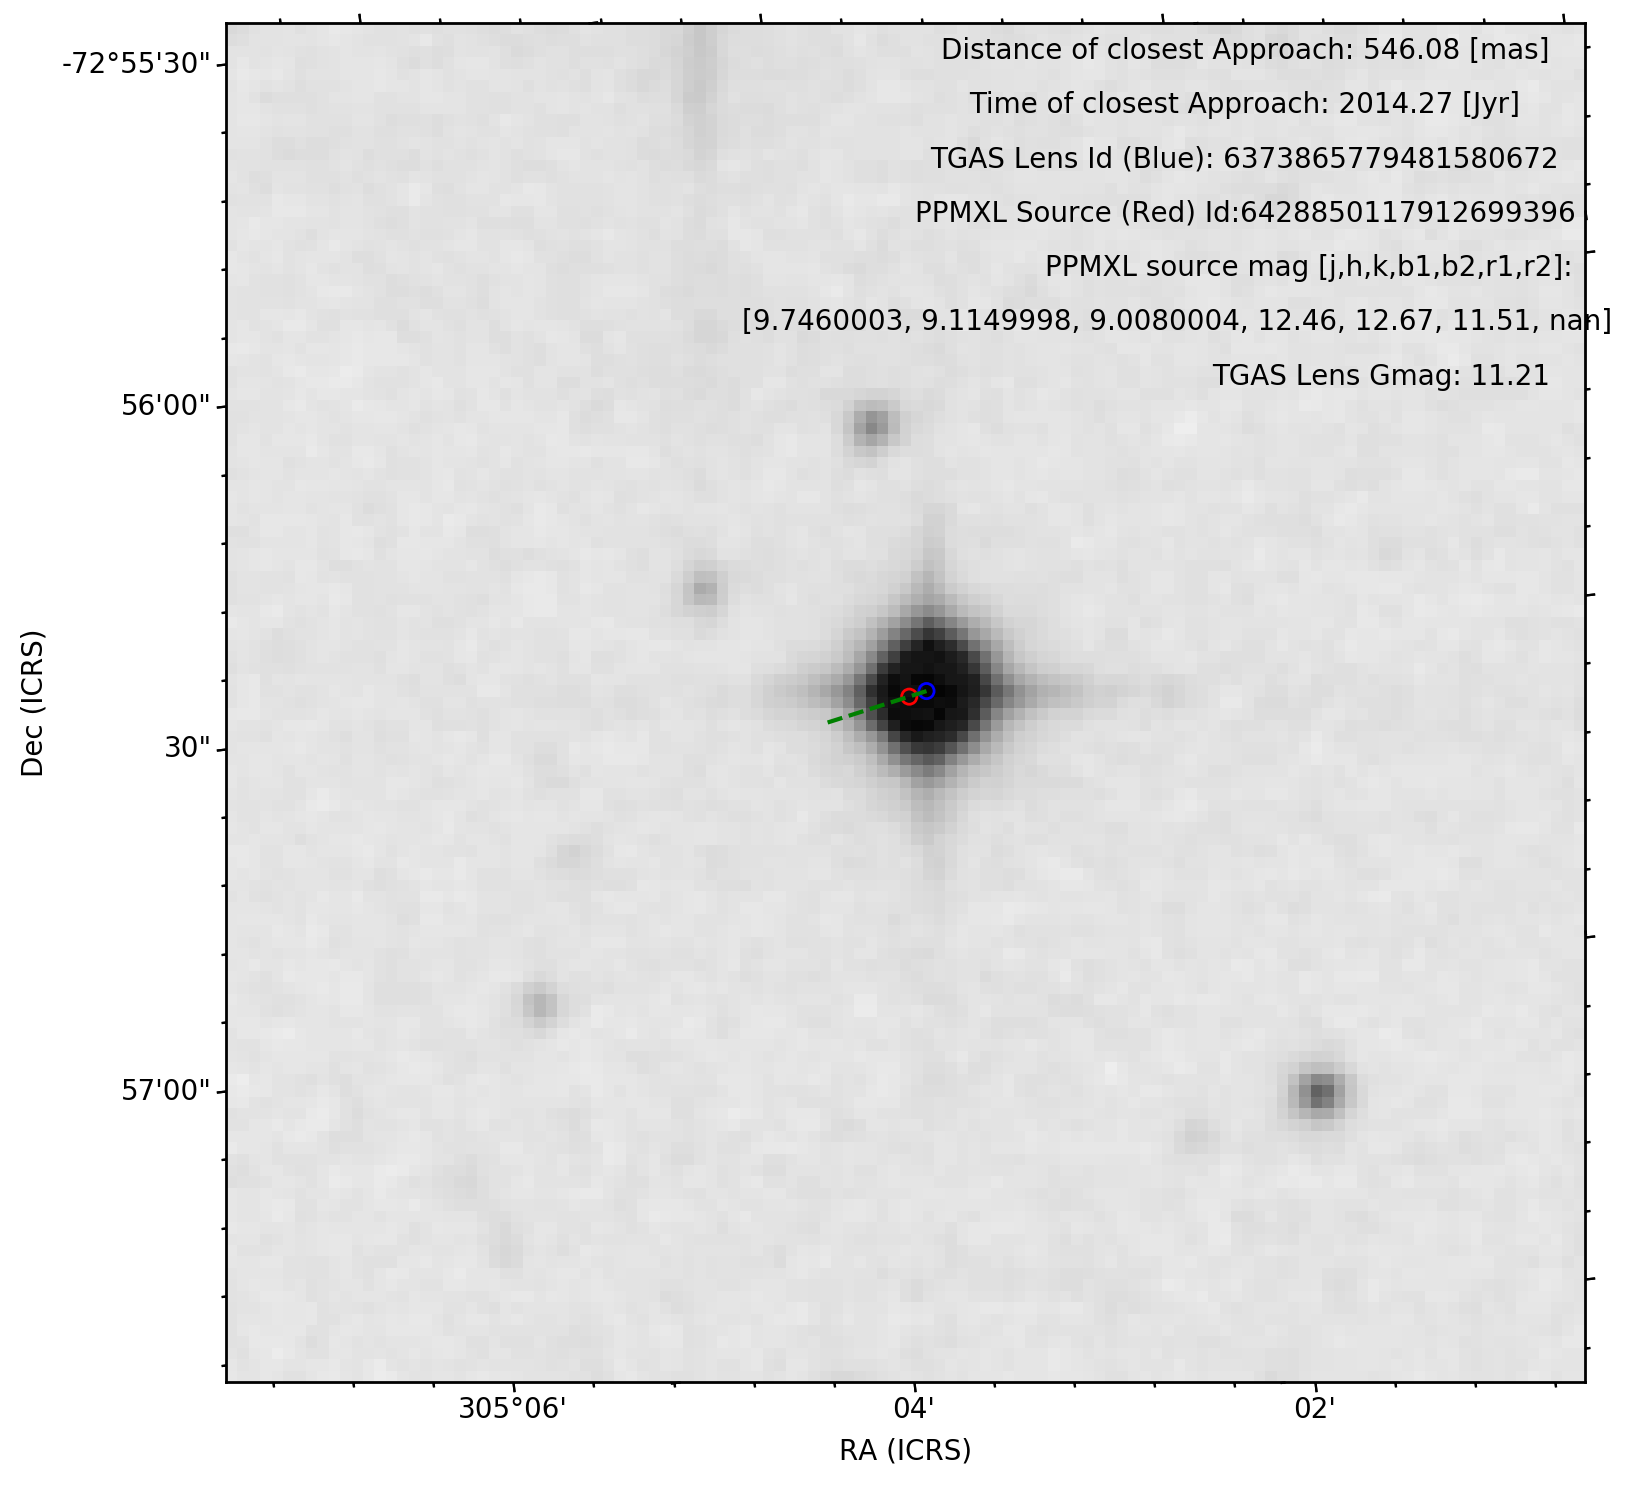 Distance of closest Approach: 546.08 [mas]
Time of closest Approach: 2014.27 [Jyr]
TGAS Lens Id (Blue): 6373865779481580672
PPMXL Source (Red) Id:6428850117912699396
PPMXL source mag [j,h,k,b1,b2,r1,r2]:
[9.7460003, 9.1149998, 9.0080004, 12.46, 12.67, 11.51, nan]
TGAS Lens Gmag: 11.21
-72°55'30"
56'00"
30"
57'00"
Dec (ICRS)
305°06'
04'
02'
RA (ICRS)